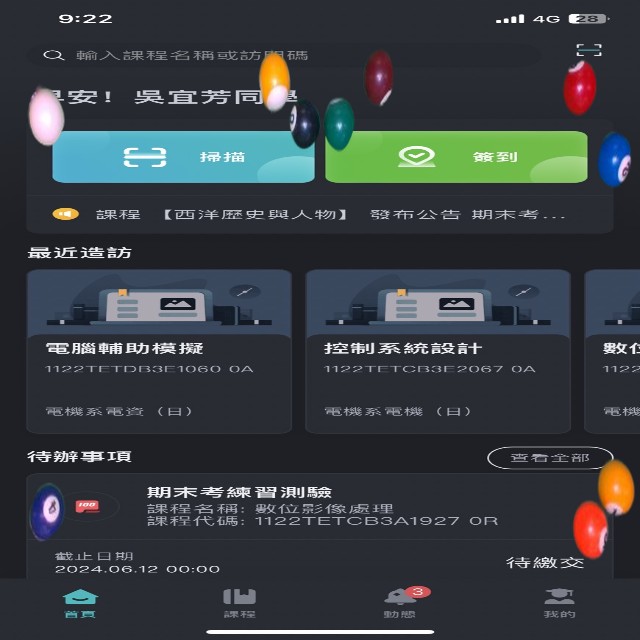 9:22
4G 28
輸入課程名稱或訪問碼
早安！吳宜芳同學
掃描
簽到
課程 【西洋歷史與人物】 發布公告 期末考...
最近造訪
電腦輔助模擬
1122TETDB3E1060 0A
電機系電資（日）
控制系統設計
1122TETCB3E2067 0A
電機系電機（日）
數位
1122
電機
待辦事項
查看全部
100
期末考練習測驗
課程名稱: 數位影像處理
課程代碼: 1122TETCB3A1927 0R
截止日期
2024.06.12 00:00
待繳交
首頁
課程
3
動態
我的